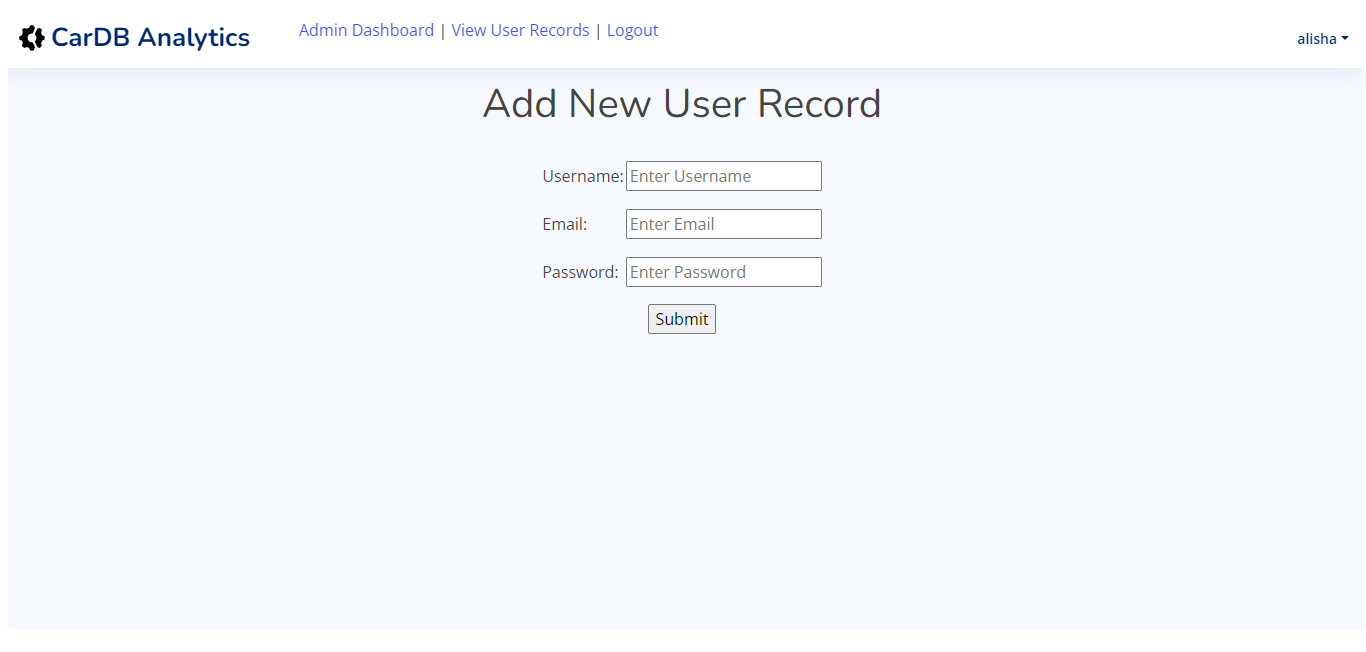 CarDB Analytics
Admin Dashboard | View User Records | Logout
alisha
Add New User Record
Username: Enter Username
Email: Enter Email
Password: Enter Password
Submit